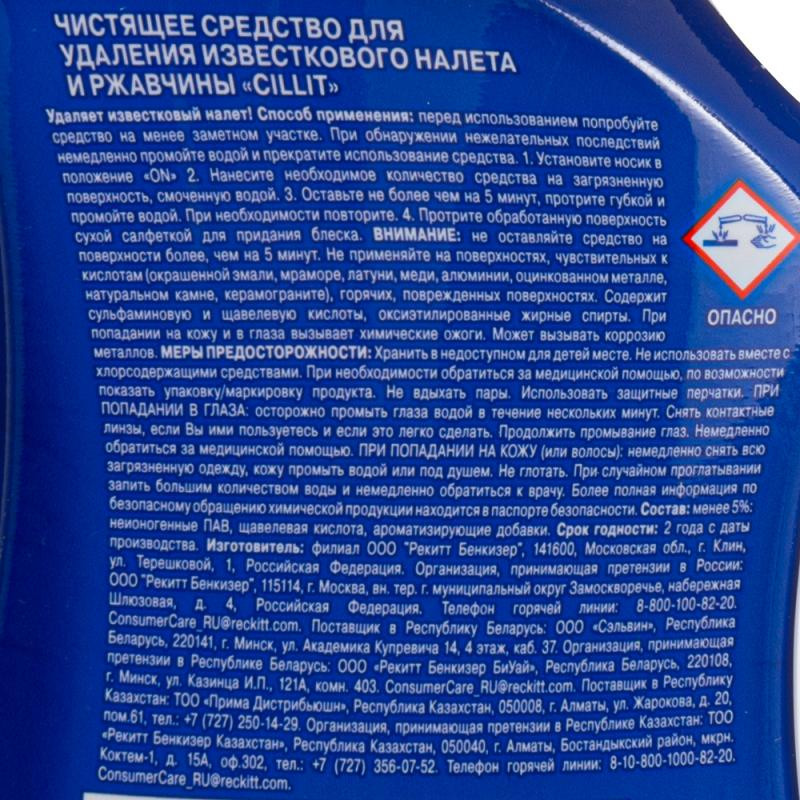 ЧИСТЯЩЕЕ СРЕДСТВО ДЛЯ
УДАЛЕНИЯ ИЗВЕСТКОВОГО НАЛЕТА
И РЖАВЧИНЫ «CILLIT»
Удаляет известковый налет! Способ применения: перед использованием попробуйте
средство на менее заметном участке. При обнаружении нежелательных последствий
немедленно промойте водой и прекратите использование средства. 1. Установите носик в
положение «ON» 2. Нанесите необходимое количество средства на загрязненную
поверхность, смоченную водой. 3. Оставьте не более чем на 5 минут, протрите губкой и
промойте водой. При необходимости повторите. 4. Протрите обработанную поверхность
сухой салфеткой для придания блеска. ВНИМАНИЕ: не оставляйте средство на
поверхности более, чем на 5 минут. Не применяйте на поверхностях, чувствительных к
кислотам (окрашенной эмали, мраморе, латуни, меди, алюминии, оцинкованном металле,
натуральном камне, керамограните), горячих, поврежденных поверхностях. Содержит
сульфаминовую и щавелевую кислоты, оксиэтилированные жирные спирты. При
попадании на кожу и в глаза вызывает химические ожоги. Может вызывать коррозию
металлов. МЕРЫ ПРЕДОСТОРОЖНОСТИ: Хранить в недоступном для детей месте. Не использовать вместе с
хлорсодержащими средствами. При необходимости обратиться за медицинской помощью, по возможности
показать упаковку/маркировку продукта. Не вдыхать пары. Использовать защитные перчатки. ПРИ
ПОПАДАНИИ В ГЛАЗА: осторожно промыть глаза водой в течение нескольких минут. Снять контактные
линзы, если Вы ими пользуетесь и если это легко сделать. Продолжить промывание глаз. Немедленно
обратиться за медицинской помощью. ПРИ ПОПАДАНИИ НА КОЖУ (или волосы): немедленно снять всю
загрязненную одежду, кожу промыть водой или под душем. Не глотать. При случайном проглатывании
запить большим количеством воды и немедленно обратиться к врачу. Более полная информация по
безопасному обращению химической продукции находится в паспорте безопасности. Состав: менее 5%:
неионогенные ПАВ, щавелевая кислота, ароматизирующие добавки. Срок годности: 2 года с даты
производства. Изготовитель: филиал ООО "Рекитт Бенкизер", 141600, Московская обл., г. Клин,
ул. Терешковой, 1, Российская Федерация. Организация, принимающая претензии в России:
ООО "Рекитт Бенкизер", 115114, г. Москва, вн. тер. г. муниципальный округ Замоскворечье, набережная
Шлюзовая, д. 4, Российская Федерация. Телефон горячей линии: 8-800-100-82-20.
ConsumerCare_RU@reckitt.com. Поставщик в Республику Беларусь: ООО «Сэльвин», Республика
Беларусь, 220141, г. Минск, ул. Академика Купревича 14, 4 этаж, каб. 37. Организация, принимающая
претензии в Республике Беларусь: ООО «Рекитт Бенкизер БиУай», Республика Беларусь, 220108,
г. Минск, ул. Казинца И.П., 121А, комн. 403. ConsumerCare_RU@reckitt.com. Поставщик в Республику
Казахстан: ТОО «Прима Дистрибьюшн», Республика Казахстан, 050008, г. Алматы, ул. Жарокова, д. 20,
пом.61, тел.: +7 (727) 250-14-29. Организация, принимающая претензии в Республике Казахстан: ТОО
«Рекитт Бенкизер Казахстан», Республика Казахстан, 050040, г. Алматы, Бостандыкский район, мкрн.
Коктем-1, д. 15А, оф.302, тел.: +7 (727) 356-07-52. Телефон горячей линии: 8-10-800-1000-82-20.
ConsumerCare_RU@reckitt.com.
ОПАСНО